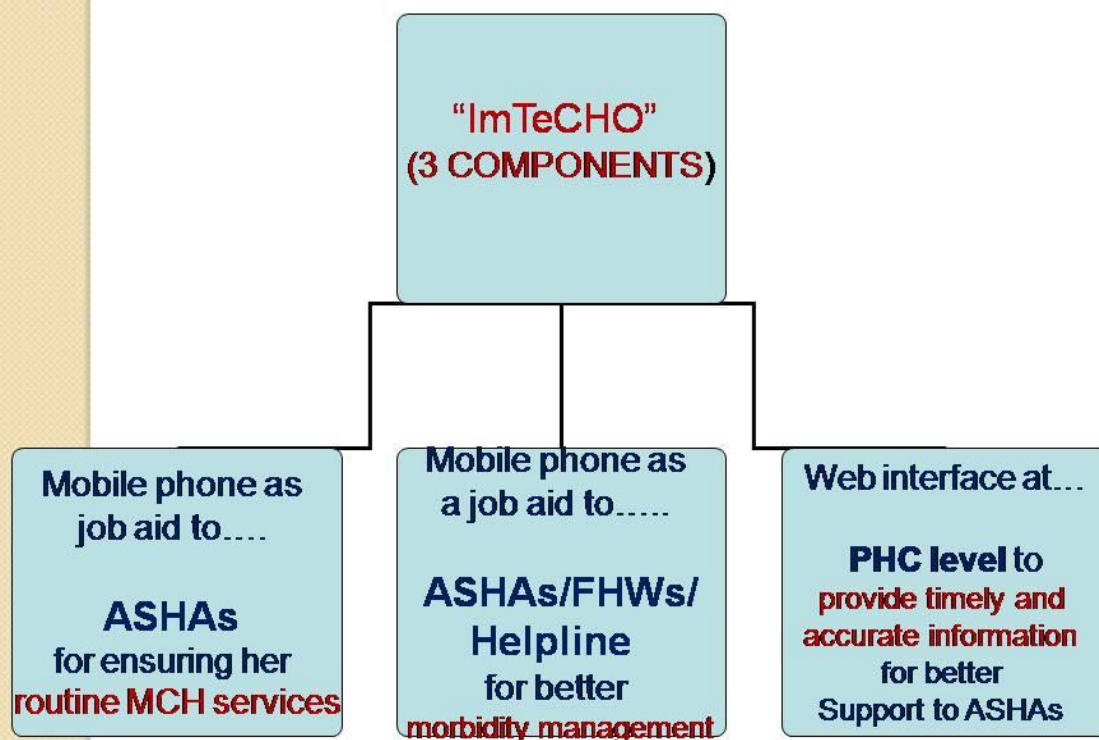 “ImTeCHO”
(3 COMPONENTS)
Mobile phone as
job aid to....
ASHAs
for ensuring her
routine MCH services
Mobile phone as
a job aid to.....
ASHAs/FHWs/
Helpline
for better
morbidity management
Web interface at...
PHC level to
provide timely and
accurate information
for better
Support to ASHAs